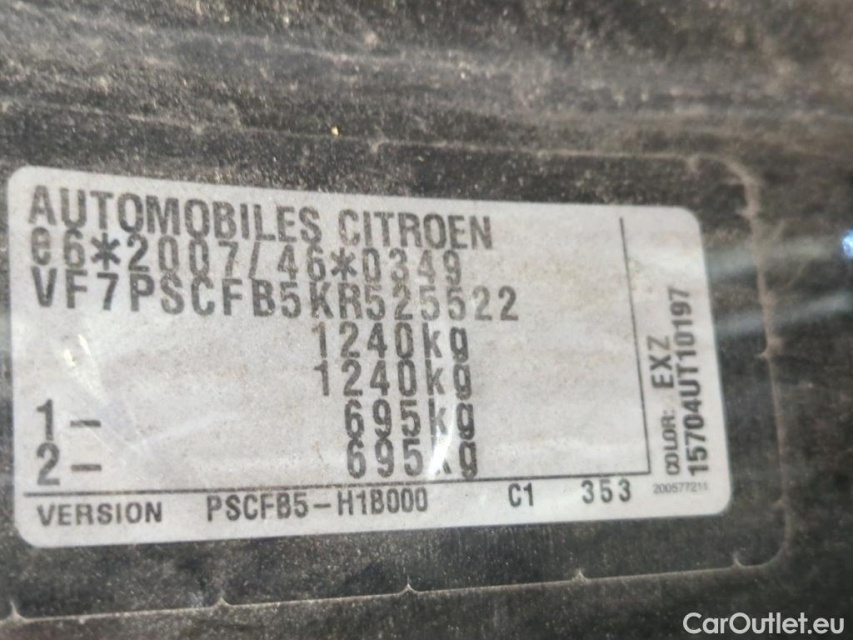 AUTOMOBILES CITROEN
e6*2007/46*0349
VF7PSCFB5KR525522
1240kg
1240kg
1- 695kg
2- 695kg
VERSION PSCFB5-H1B000 C1 353
COLOR: EXZ
15704UT10197
200577211
CarOutlet.eu